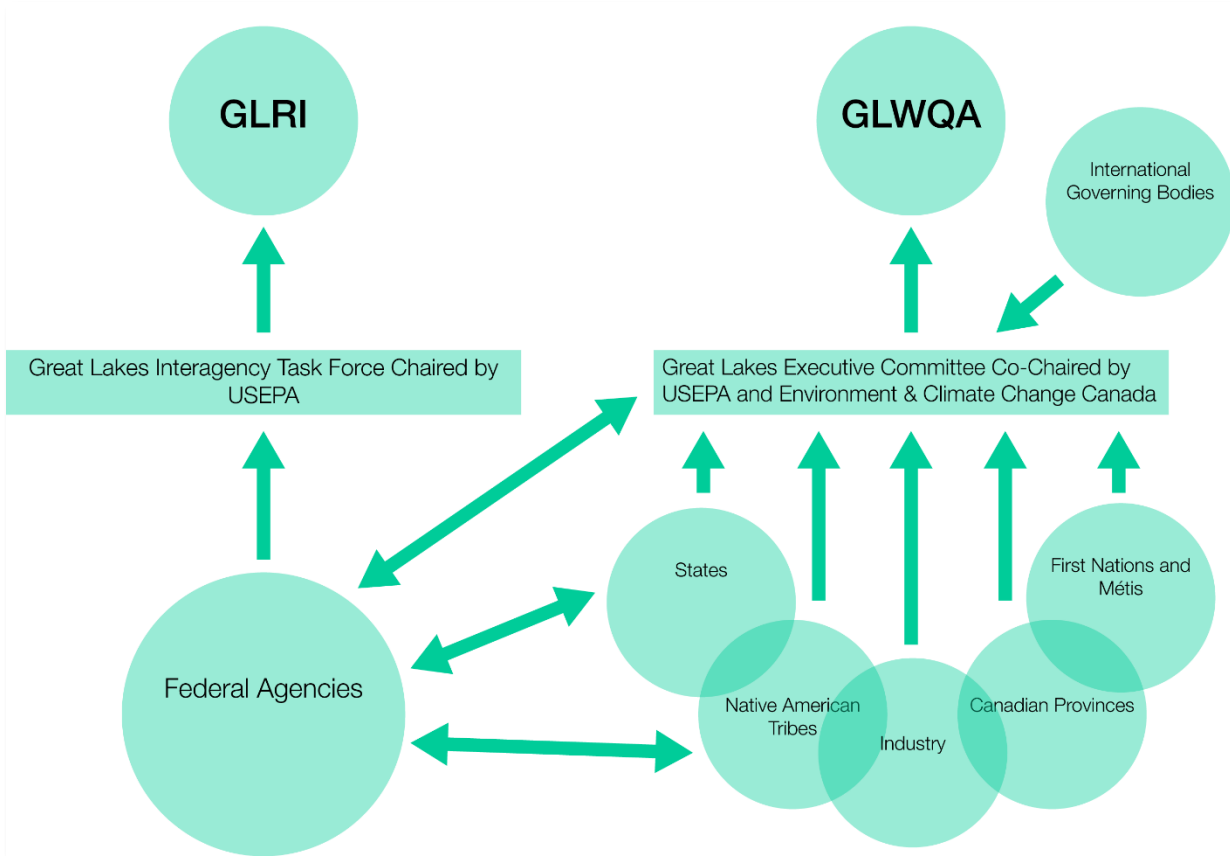 GLRI
GLWQA
International
Governing Bodies
Great Lakes Interagency Task Force Chaired by
USEPA
Great Lakes Executive Committee Co-Chaired by
USEPA and Environment & Climate Change Canada
States
First Nations and
Métis
Federal Agencies
Native American
Tribes
Industry
Canadian Provinces